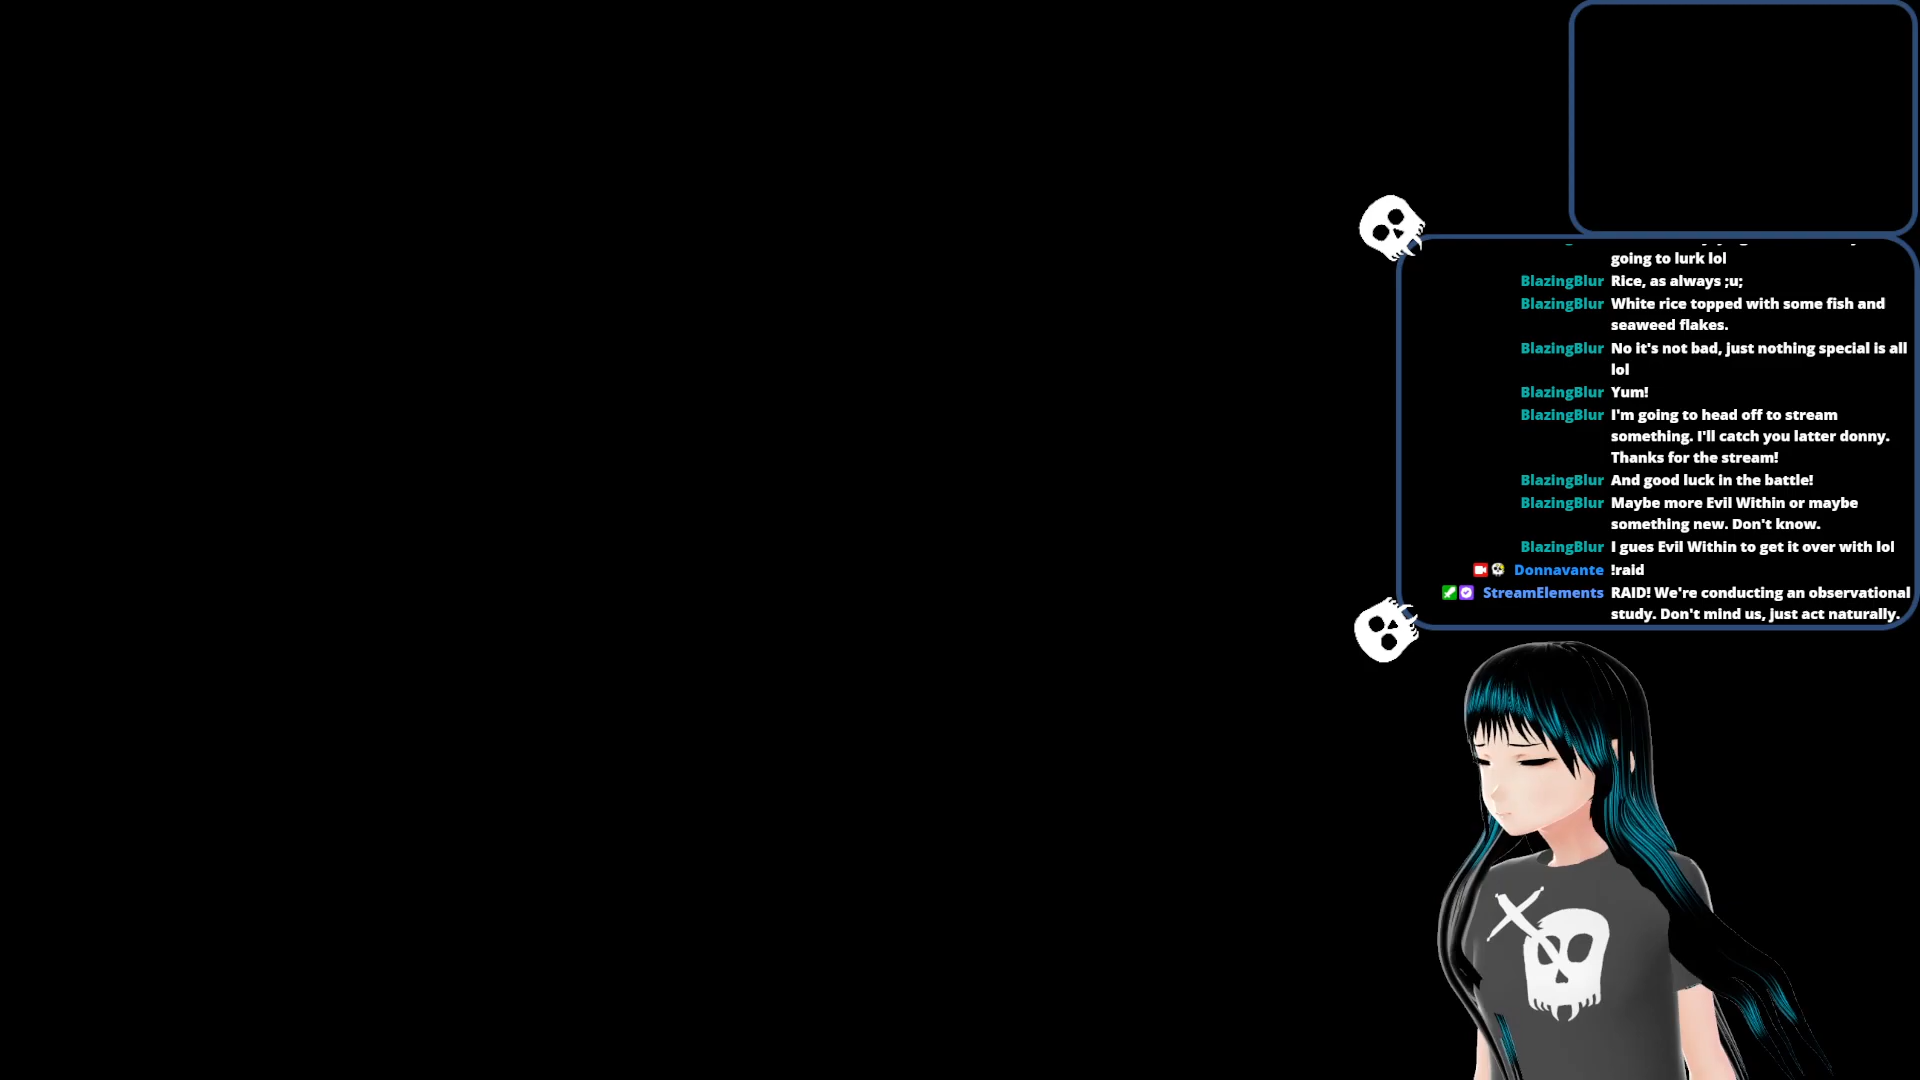 going to lurk lol
BlazingBlur Rice, as always ;u;
BlazingBlur White rice topped with some fish and
seaweed flakes.
BlazingBlur No it's not bad, just nothing special is all
lol
BlazingBlur Yum!
BlazingBlur I'm going to head off to stream
something. I'll catch you latter donny.
Thanks for the stream!
BlazingBlur And good luck in the battle!
BlazingBlur Maybe more Evil Within or maybe
something new. Don't know.
BlazingBlur I gues Evil Within to get it over with lol
Donnavante !raid
StreamElements RAID! We're conducting an observational
study. Don't mind us, just act naturally.